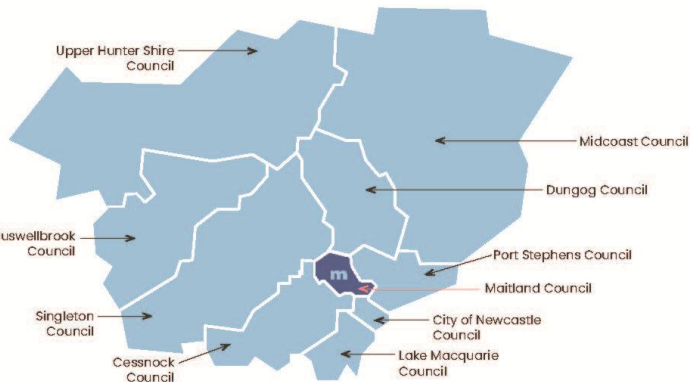 Upper Hunter Shire
Council
Midcoast Council
Dungog Council
uswellbrook
Council
Port Stephens Council
m
Maitland Council
Singleton
Council
City of Newcastle
Council
Cessnock
Council
Lake Macquarie
Council